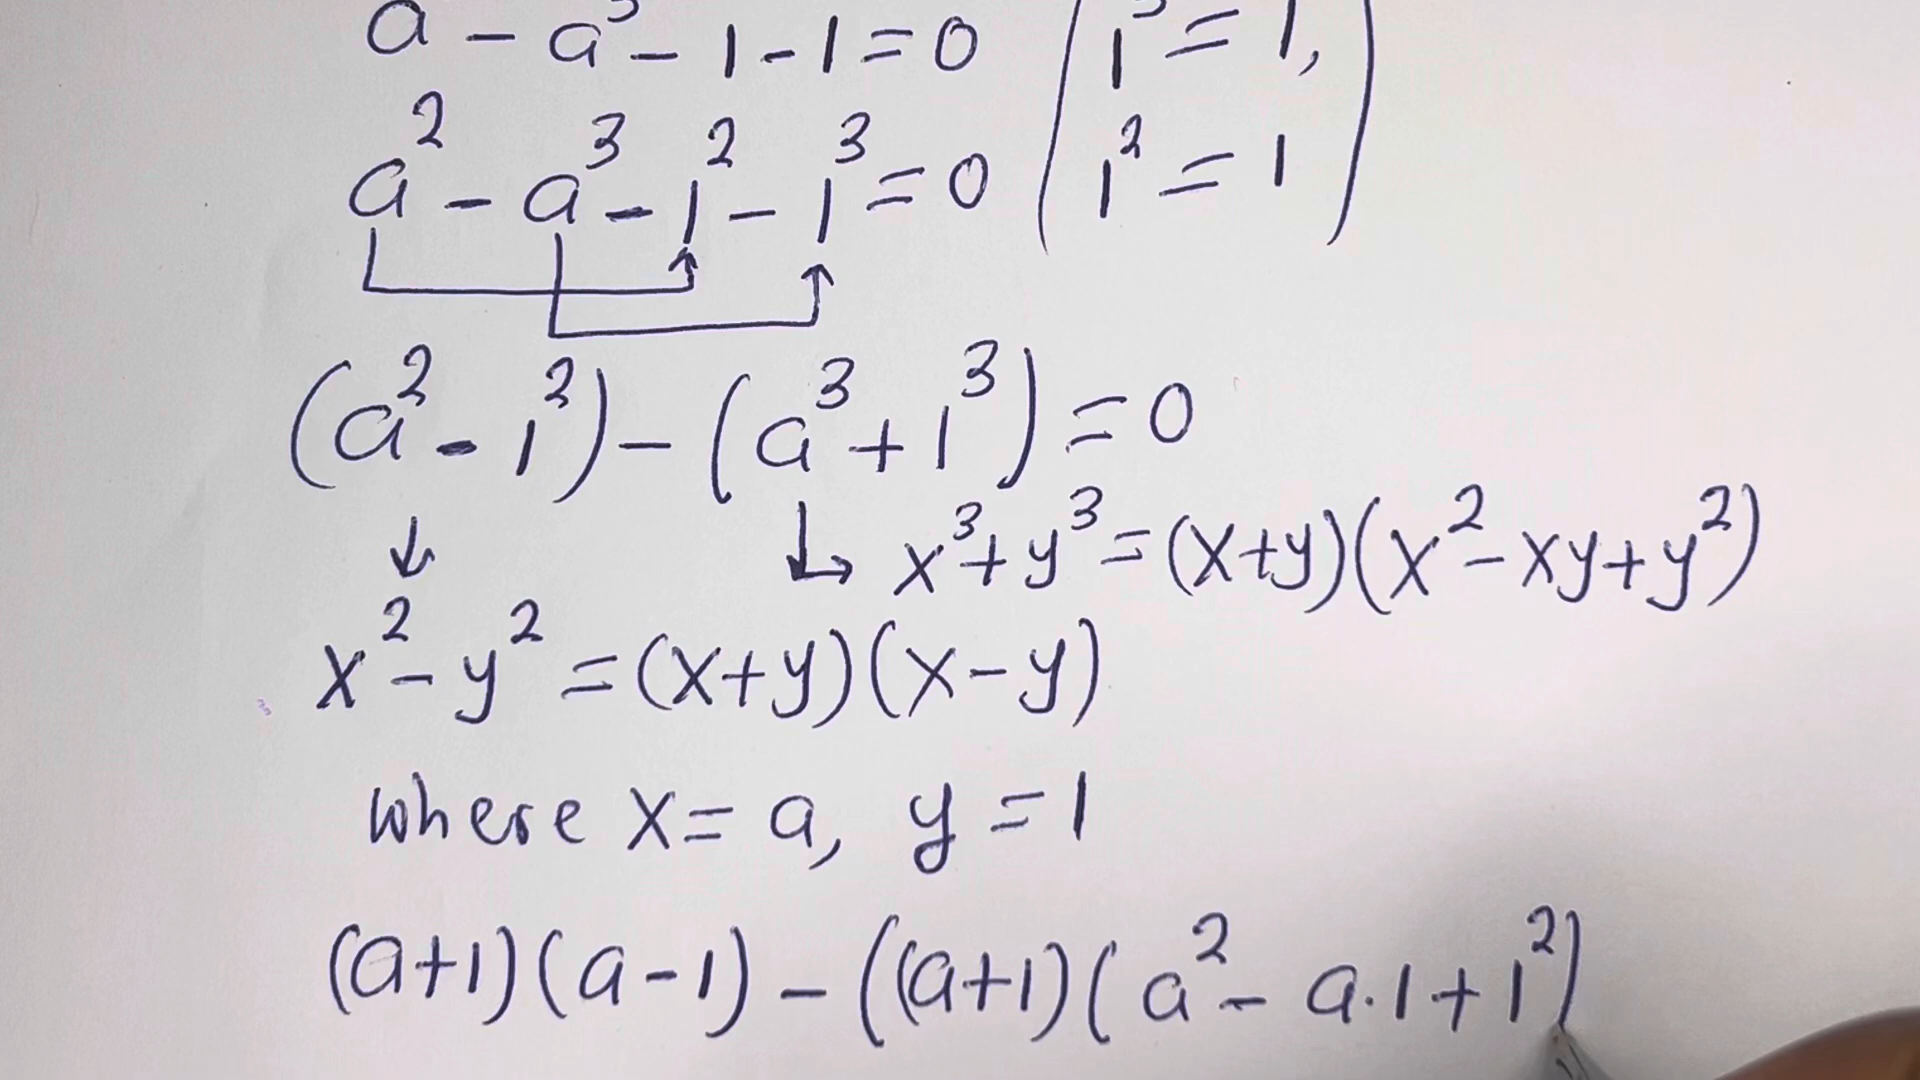 a - a³ - 1 - 1 = 0 (1³ = 1,
a² - a³ - 1² - 1³ = 0 1² = 1)
(a² - 1²) - (a³ + 1³) = 0
x³ + y³ = (x+y)(x² - xy + y²)
x² - y² = (x+y)(x-y)
where x = a, y = 1
(a+1)(a-1) - ((a+1)(a² - a·1 + 1²)